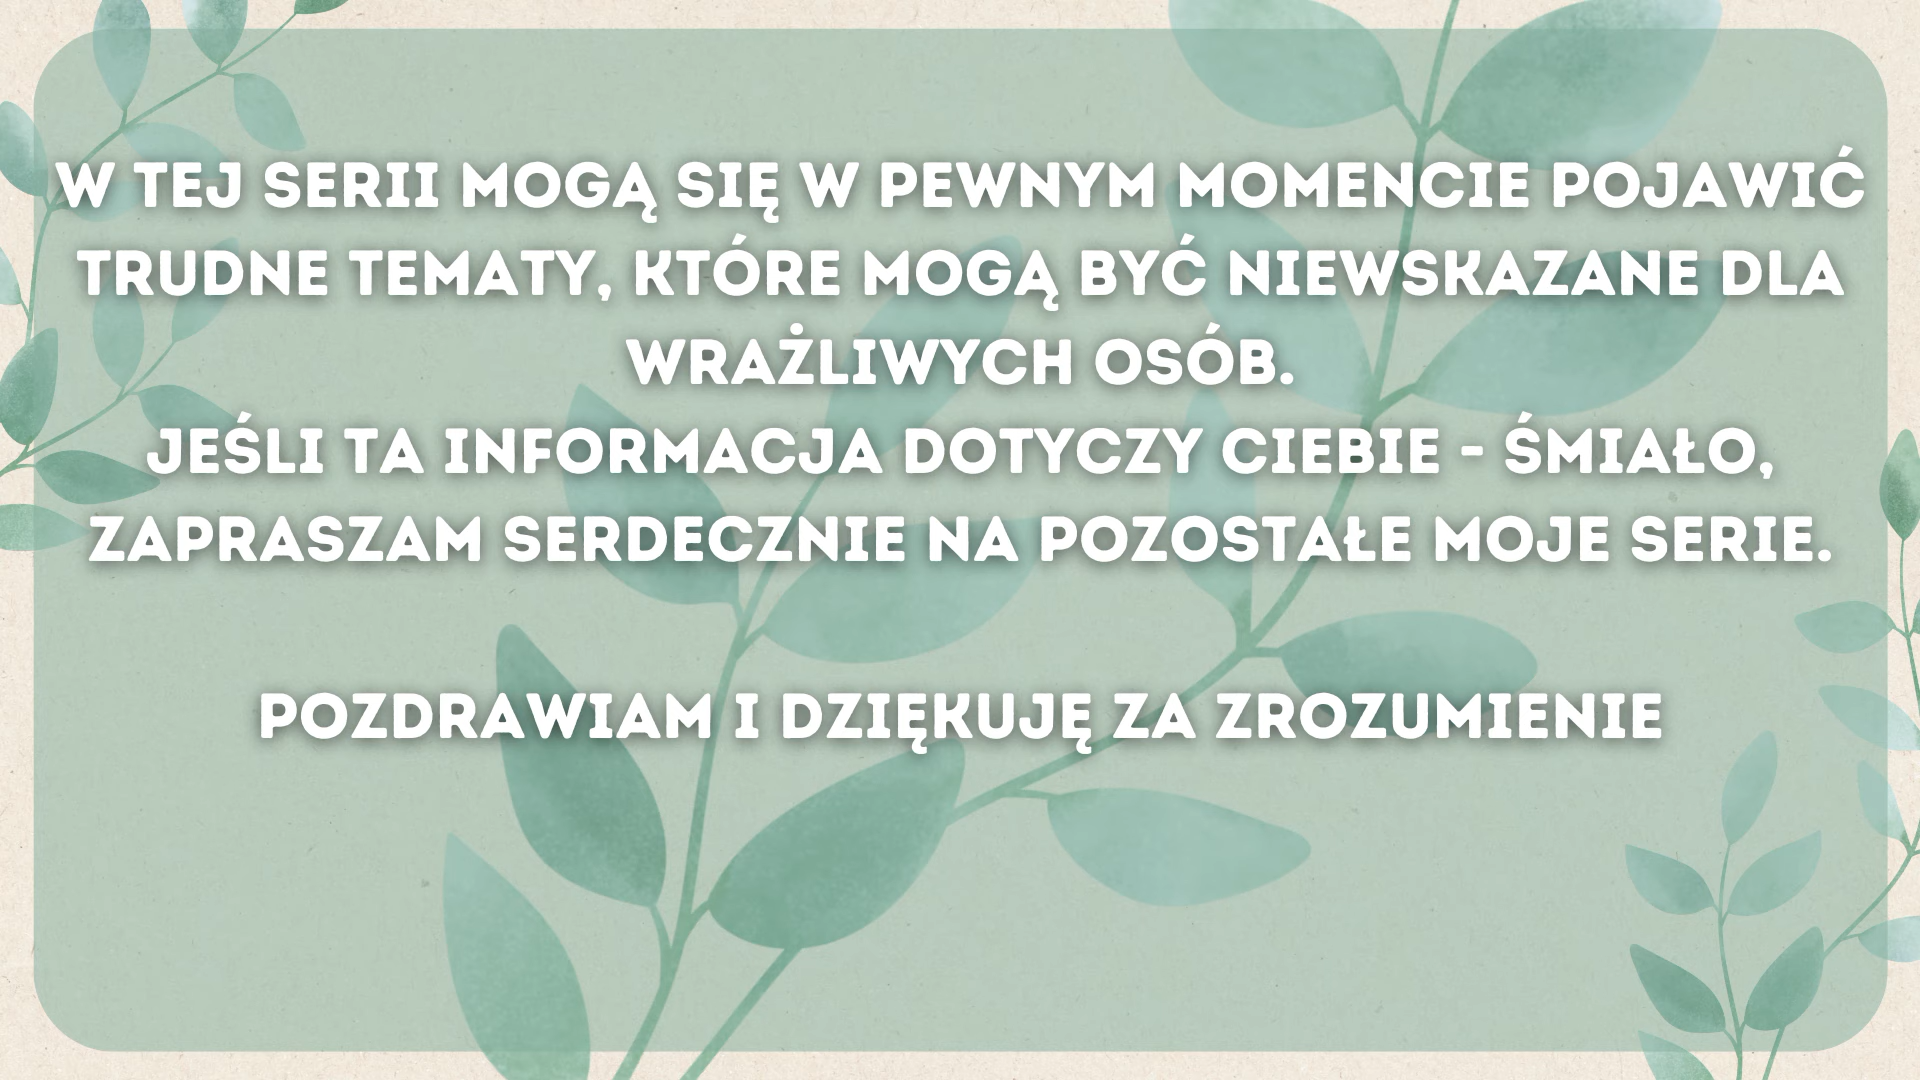 W TEJ SERII MOGĄ SIĘ W PEWNYM MOMENCIE POJAWIĆ
TRUDNE TEMATY, KTÓRE MOGĄ BYĆ NIEWSKAZANE DLA
WRAŻLIWYCH OSÓB.
JEŚLI TA INFORMACJA DOTYCZY CIEBIE - ŚMIAŁO,
ZAPRASZAM SERDECZNIE NA POZOSTAŁE MOJE SERIE.
POZDRAWIAM I DZIĘKUJĘ ZA ZROZUMIENIE